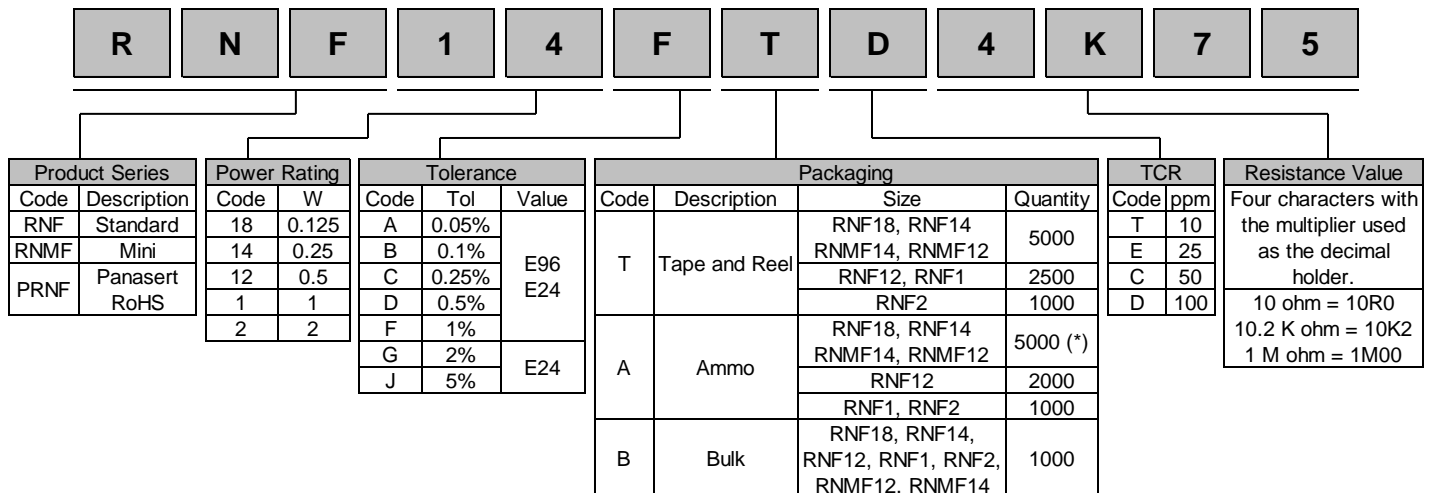 R N F 1 4 F T D 4 K 7 5
Product Series
Code Description
RNF Standard
RNMF Mini
PRNF Panasert RoHS
Power Rating
Code W
18 0.125
14 0.25
12 0.5
1 1
2 2
Tolerance
Code Tol Value
A 0.05%
B 0.1%
C 0.25%
D 0.5%
F 1%
E96
E24
G 2%
J 5%
E24
Packaging
Code Description Size Quantity
T Tape and Reel
RNF18, RNF14
RNMF14, RNMF12
5000
RNF12, RNF1 2500
RNF2 1000
A Ammo
RNF18, RNF14
RNMF14, RNMF12
5000 (*)
RNF12 2000
RNF1, RNF2 1000
B Bulk
RNF18, RNF14,
RNF12, RNF1, RNF2,
RNMF12, RNMF14
1000
TCR
Code ppm
T 10
E 25
C 50
D 100
Resistance Value
Four characters with
the multiplier used
as the decimal
holder.
10 ohm = 10R0
10.2 K ohm = 10K2
1 M ohm = 1M00